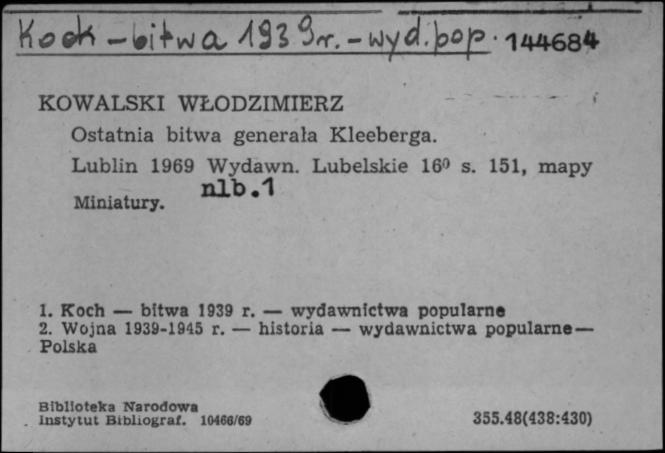 Kock - bitwa 1939r. - wyd. pop. 144684
KOWALSKI WŁODZIMIERZ
Ostatnia bitwa generała Kleeberga.
Lublin 1969 Wydawn. Lubelskie 16⁰ s. 151, mapy
nlb.1
Miniatury.
1. Koch — bitwa 1939 r. — wydawnictwa popularne
2. Wojna 1939-1945 r. — historia — wydawnictwa popularne—
Polska
Biblioteka Narodowa
Instytut Bibliograf. 10466/69
355.48(438:430)